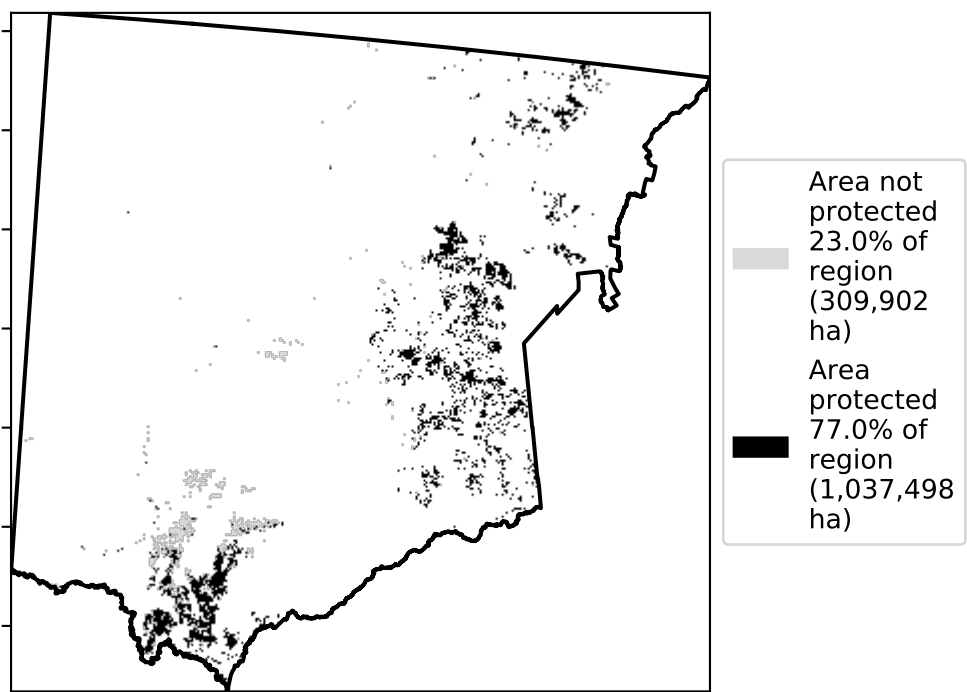 Area not
protected
23.0% of
region
(309,902
ha)
Area
protected
77.0% of
region
(1,037,498
ha)